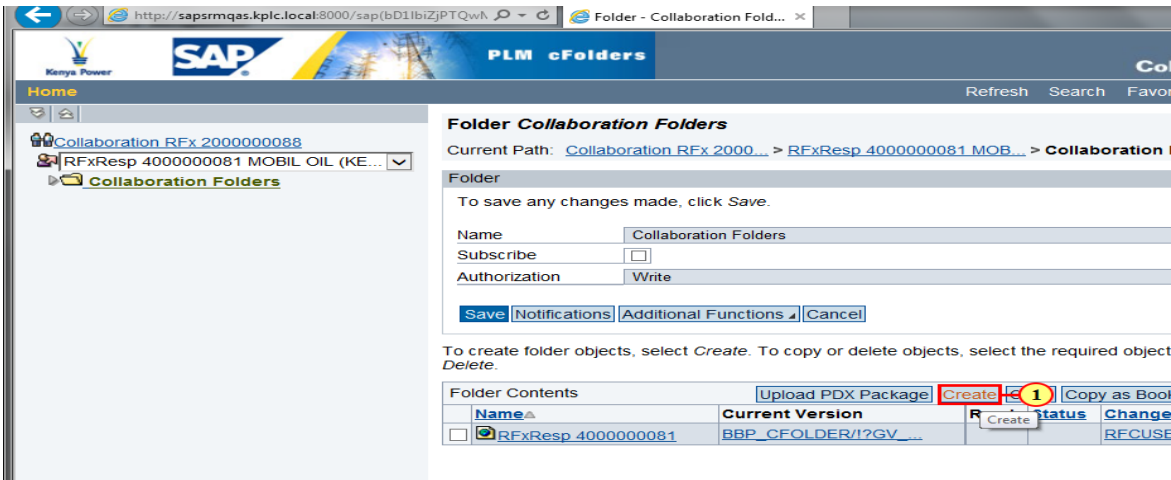 http://sapsrmqas.kplc.local:8000/sap(bD1IbiZjPTQwN
Folder - Collaboration Fold... ×
Kenya Power
SAP
PLM cFolders
Col
Home
Refresh Search Favor
Collaboration RFx 2000000088
RFxResp 4000000081 MOBIL OIL (KE...
Collaboration Folders
Folder Collaboration Folders
Current Path: Collaboration RFx 2000... > RFxResp 4000000081 MOB... > Collaboration
Folder
To save any changes made, click Save.
Name Collaboration Folders
Subscribe
Authorization Write
Save Notifications Additional Functions Cancel
To create folder objects, select Create. To copy or delete objects, select the required object
Delete.
Folder Contents Upload PDX Package Create 1 Copy as Book
Name Current Version Status Change
Create
RFxResp 4000000081 BBP_CFOLDER/!?GV_... RFCUSE